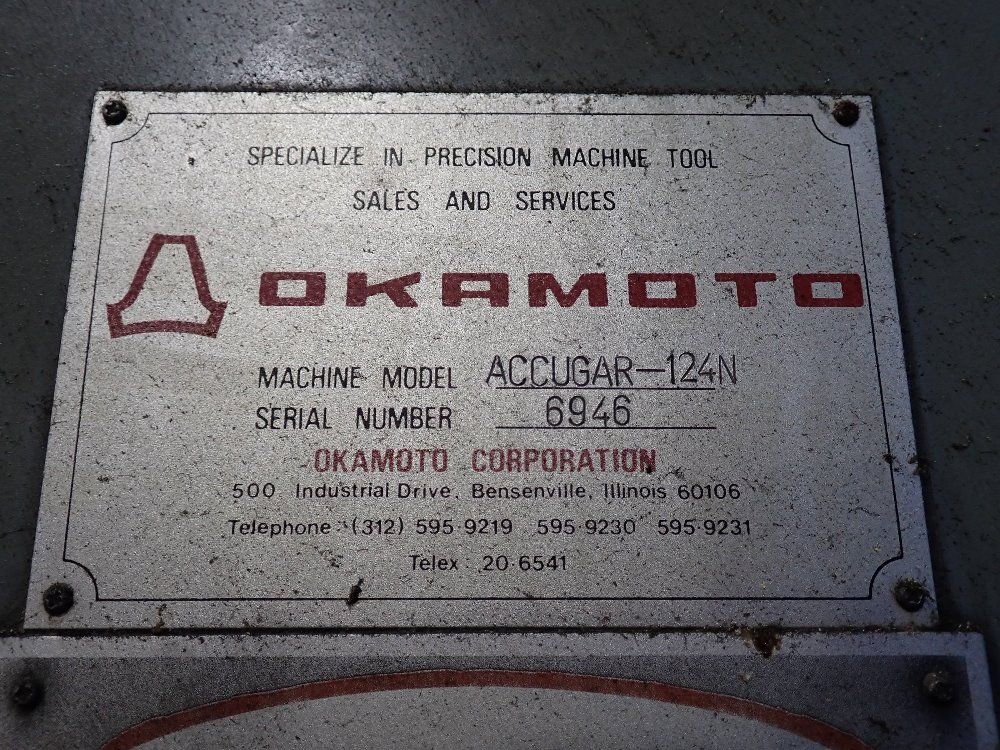 SPECIALIZE IN PRECISION MACHINE TOOL
SALES AND SERVICES
OKAMOTO
MACHINE MODEL ACCUGAR-124N
SERIAL NUMBER 6946
OKAMOTO CORPORATION
500 Industrial Drive, Bensenville, Illinois 60106
Telephone: (312) 595-9219 595-9230 595-9231
Telex: 20-6541